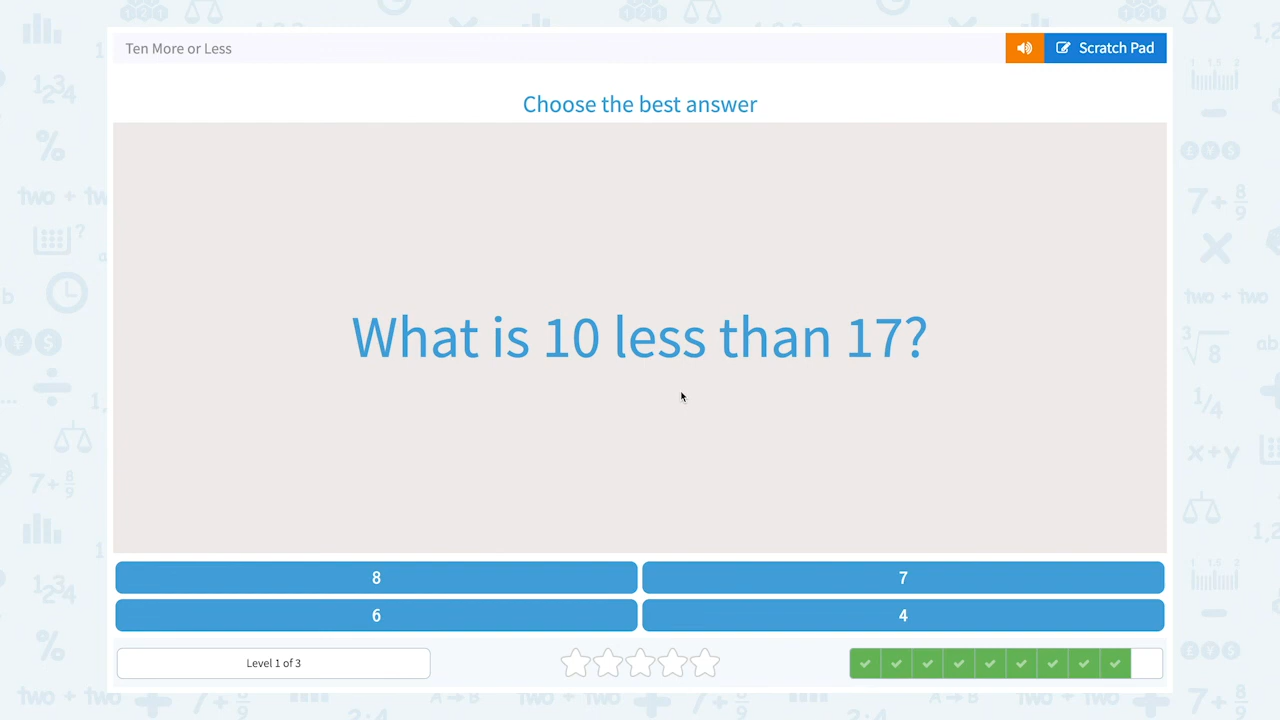 Ten More or Less
Scratch Pad
Choose the best answer
What is 10 less than 17?
8
7
6
4
Level 1 of 3